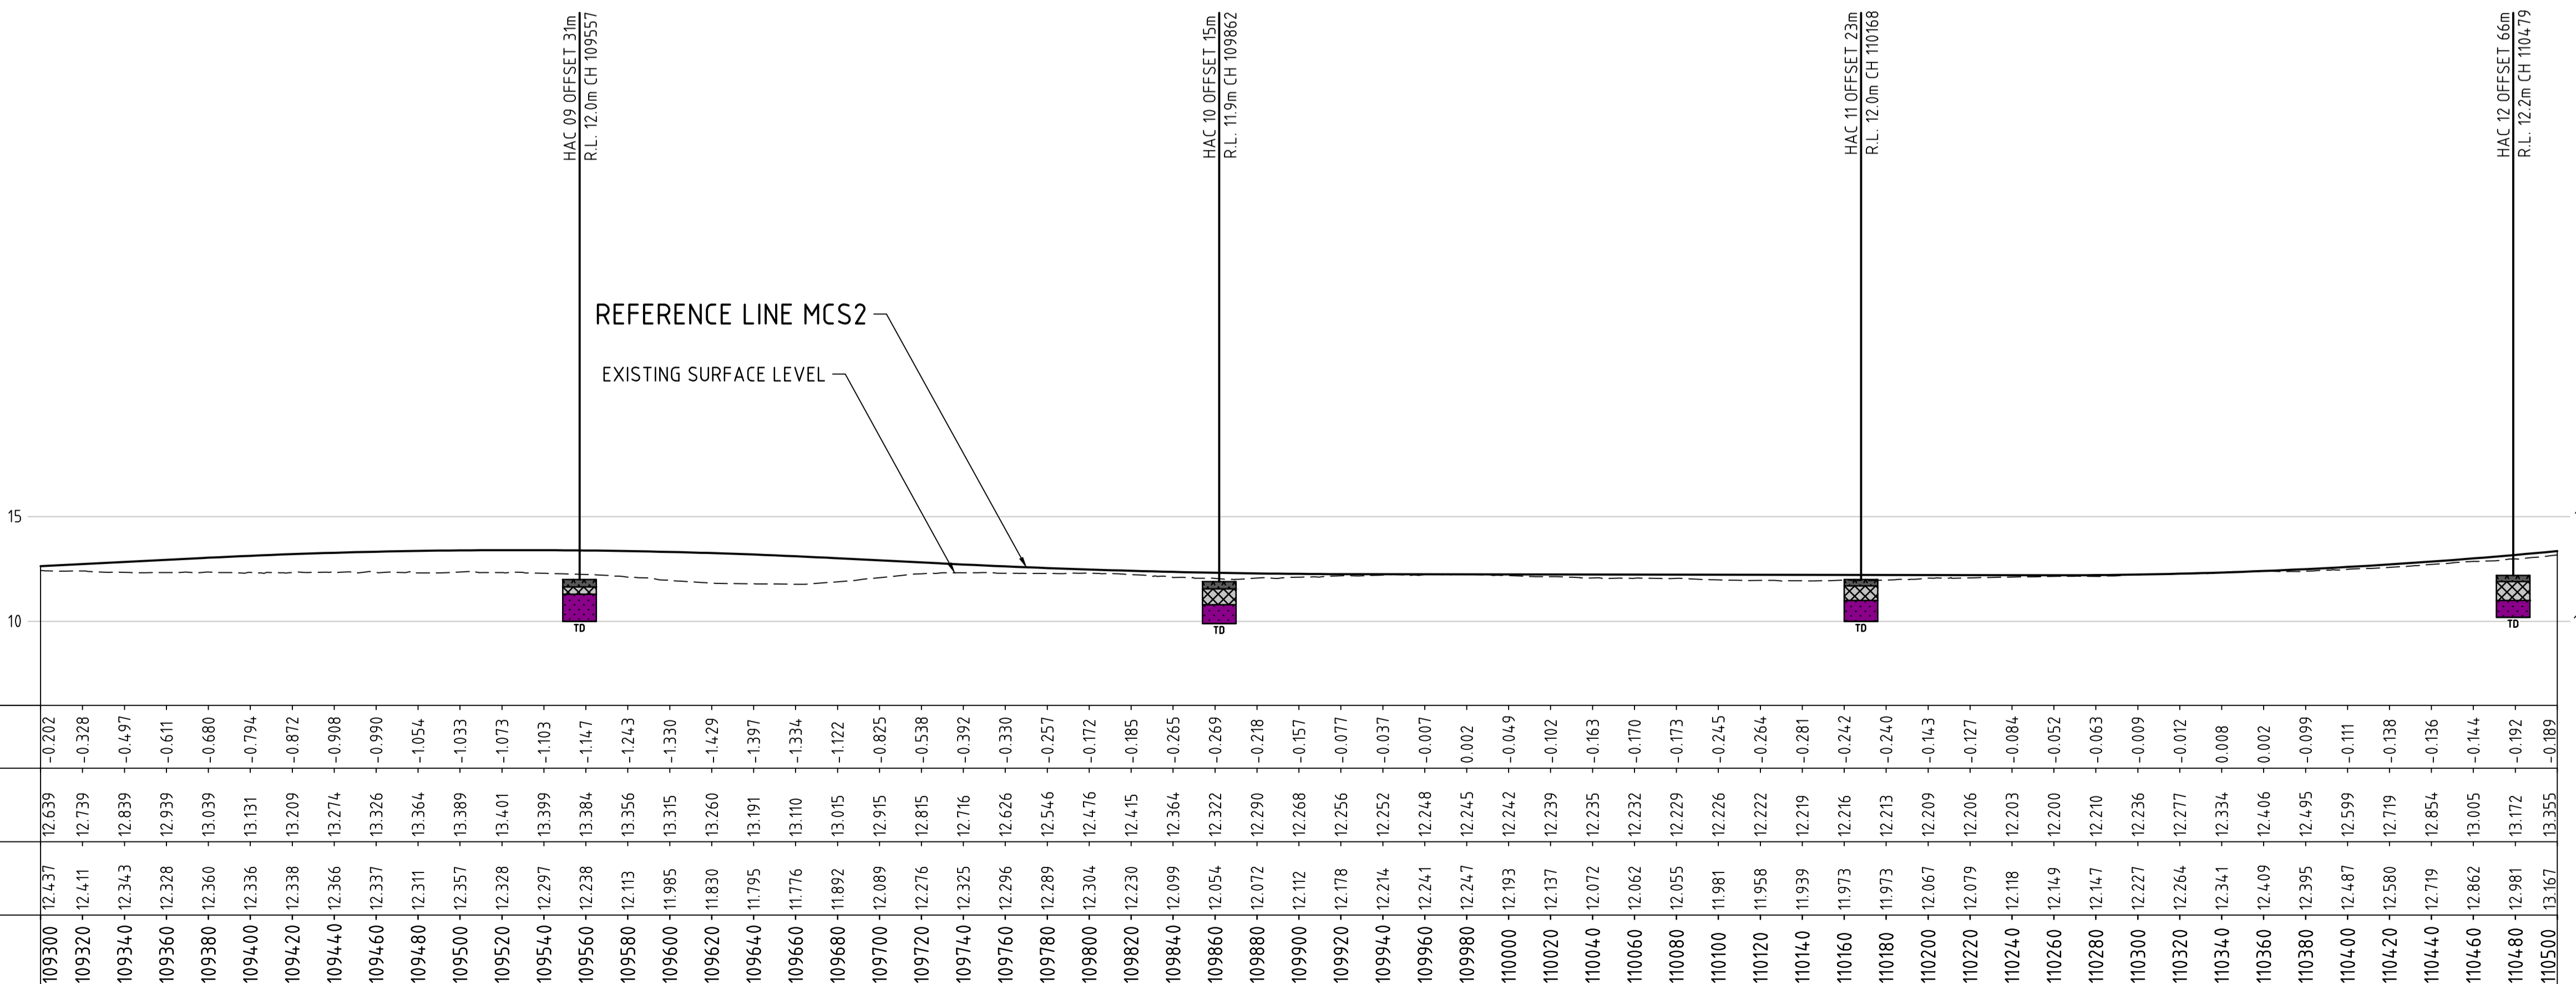 HAC 09 OFFSET 31m
R.L. 12.0m CH 109557
HAC 10 OFFSET 15m
R.L. 11.9m CH 109862
HAC 11 OFFSET 23m
R.L. 12.0m CH 110168
HAC 12 OFFSET 66m
R.L. 12.2m CH 110479
REFERENCE LINE MCS2
EXISTING SURFACE LEVEL
15
10
TD TD TD TD
-0.202 -0.328 -0.497 -0.611 -0.680 -0.794 -0.872 -0.908 -0.990 -1.054 -1.033 -1.073 -1.103 -1.147 -1.243 -1.330 -1.429 -1.397 -1.334 -1.122 -0.825 -0.538 -0.392 -0.330 -0.257 -0.172 -0.185 -0.265 -0.269 -0.218 -0.157 -0.077 -0.037 -0.007 0.002 -0.049 -0.102 -0.163 -0.170 -0.173 -0.245 -0.264 -0.281 -0.242 -0.240 -0.143 -0.127 -0.084 -0.052 -0.063 -0.009 -0.012 0.008 0.002 -0.099 -0.111 -0.138 -0.136 -0.144 -0.192 -0.189
12.639 12.739 12.839 12.939 13.039 13.131 13.209 13.274 13.326 13.364 13.389 13.401 13.399 13.384 13.356 13.315 13.260 13.191 13.110 13.015 12.915 12.815 12.716 12.626 12.546 12.476 12.415 12.364 12.322 12.290 12.268 12.256 12.252 12.248 12.245 12.242 12.239 12.235 12.232 12.229 12.226 12.222 12.219 12.216 12.213 12.209 12.206 12.203 12.200 12.210 12.236 12.277 12.334 12.406 12.495 12.599 12.719 12.854 13.005 13.172 13.355
12.437 12.411 12.343 12.328 12.360 12.336 12.338 12.366 12.337 12.311 12.357 12.328 12.297 12.238 12.113 11.985 11.830 11.795 11.776 11.892 12.089 12.276 12.325 12.296 12.289 12.304 12.230 12.099 12.054 12.072 12.112 12.178 12.214 12.241 12.247 12.193 12.137 12.072 12.062 12.055 11.981 11.958 11.939 11.973 11.973 12.067 12.079 12.118 12.149 12.147 12.227 12.264 12.341 12.409 12.395 12.487 12.580 12.719 12.862 12.981 13.167
109300 109320 109340 109360 109380 109400 109420 109440 109460 109480 109500 109520 109540 109560 109580 109600 109620 109640 109660 109680 109700 109720 109740 109760 109780 109800 109820 109840 109860 109880 109900 109920 109940 109960 109980 110000 110020 110040 110060 110080 110100 110120 110140 110160 110180 110200 110220 110240 110260 110280 110300 110320 110340 110360 110380 110400 110420 110440 110460 110480 110500